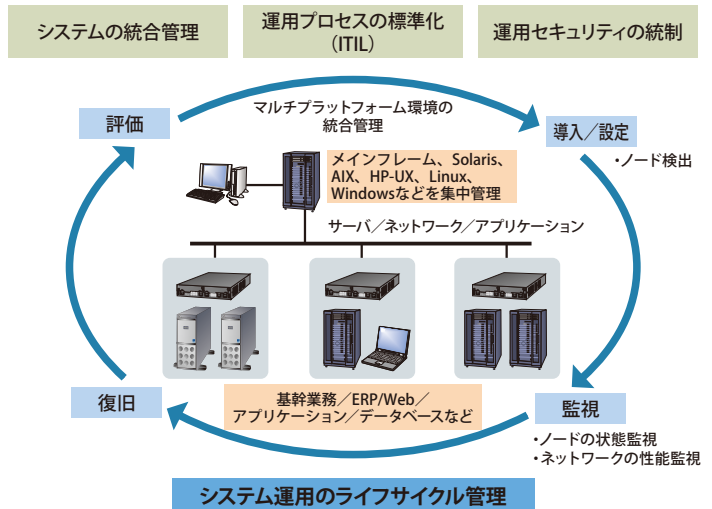 システムの統合管理
運用プロセスの標準化
（ITIL）
運用セキュリティの統制
評価
マルチプラットフォーム環境の
統合管理
導入／設定
・ノード検出
メインフレーム、Solaris、
AIX、HP-UX、Linux、
Windowsなどを集中管理
サーバ／ネットワーク／アプリケーション
復旧
基幹業務／ERP/Web／
アプリケーション／データベースなど
監視
・ノードの状態監視
・ネットワークの性能監視
システム運用のライフサイクル管理